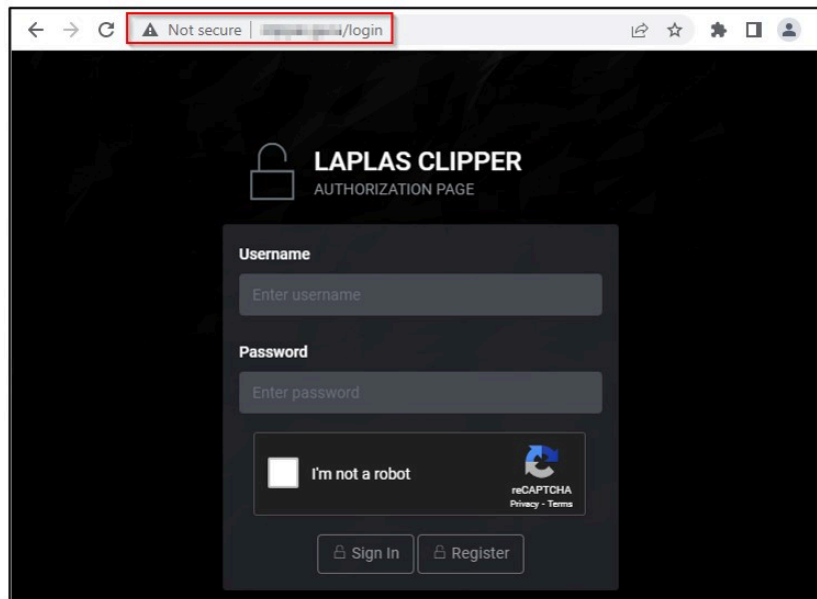 Not secure /login
LAPLAS CLIPPER
AUTHORIZATION PAGE
Username
Enter username
Password
Enter password
I'm not a robot
reCAPTCHA
Privacy - Terms
Sign In Register